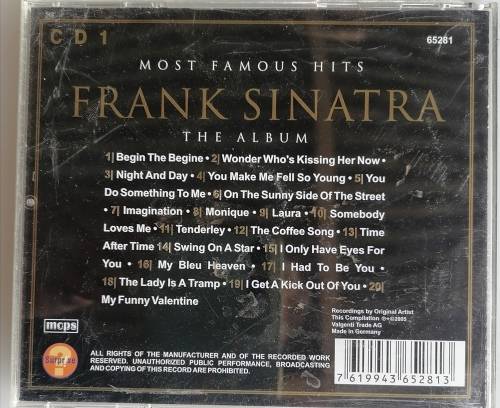 CD1
65281
MOST FAMOUS HITS
FRANK SINATRA
THE ALBUM
1| Begin The Begine • 2| Wonder Who's Kissing Her Now •
3| Night And Day • 4| You Make Me Fell So Young • 5| You
Do Something To Me • 6| On The Sunny Side Of The Street
• 7| Imagination • 8| Monique • 9| Laura • 10| Somebody
Loves Me • 11| Tenderley • 12| The Coffee Song • 13| Time
After Time 14| Swing On A Star • 15| I Only Have Eyes For
You • 16| My Bleu Heaven • 17| I Had To Be You •
18| The Lady Is A Tramp • 19| I Get A Kick Out Of You • 20|
My Funny Valentine
Recordings by Original Artist
This Compilation ℗+©2005
Valgenti Trade AG
Made in Germany
mcps
Surprise
ALL RIGHTS OF THE MANUFACTURER AND OF THE RECORDED WORK
RESERVED. UNAUTHORIZED PUBLIC PERFORMANCE, BROADCASTING
AND COPYING OF THIS RECORD ARE PROHIBITED.
7 619943 652813